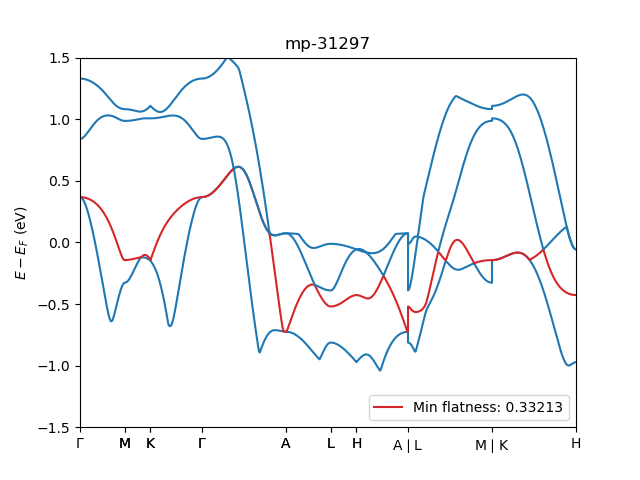 mp-31297
E − E_F (eV)
1.5
1.0
0.5
0.0
−0.5
−1.0
−1.5
Min flatness: 0.33213
Γ M K Γ A L H A | L M | K H